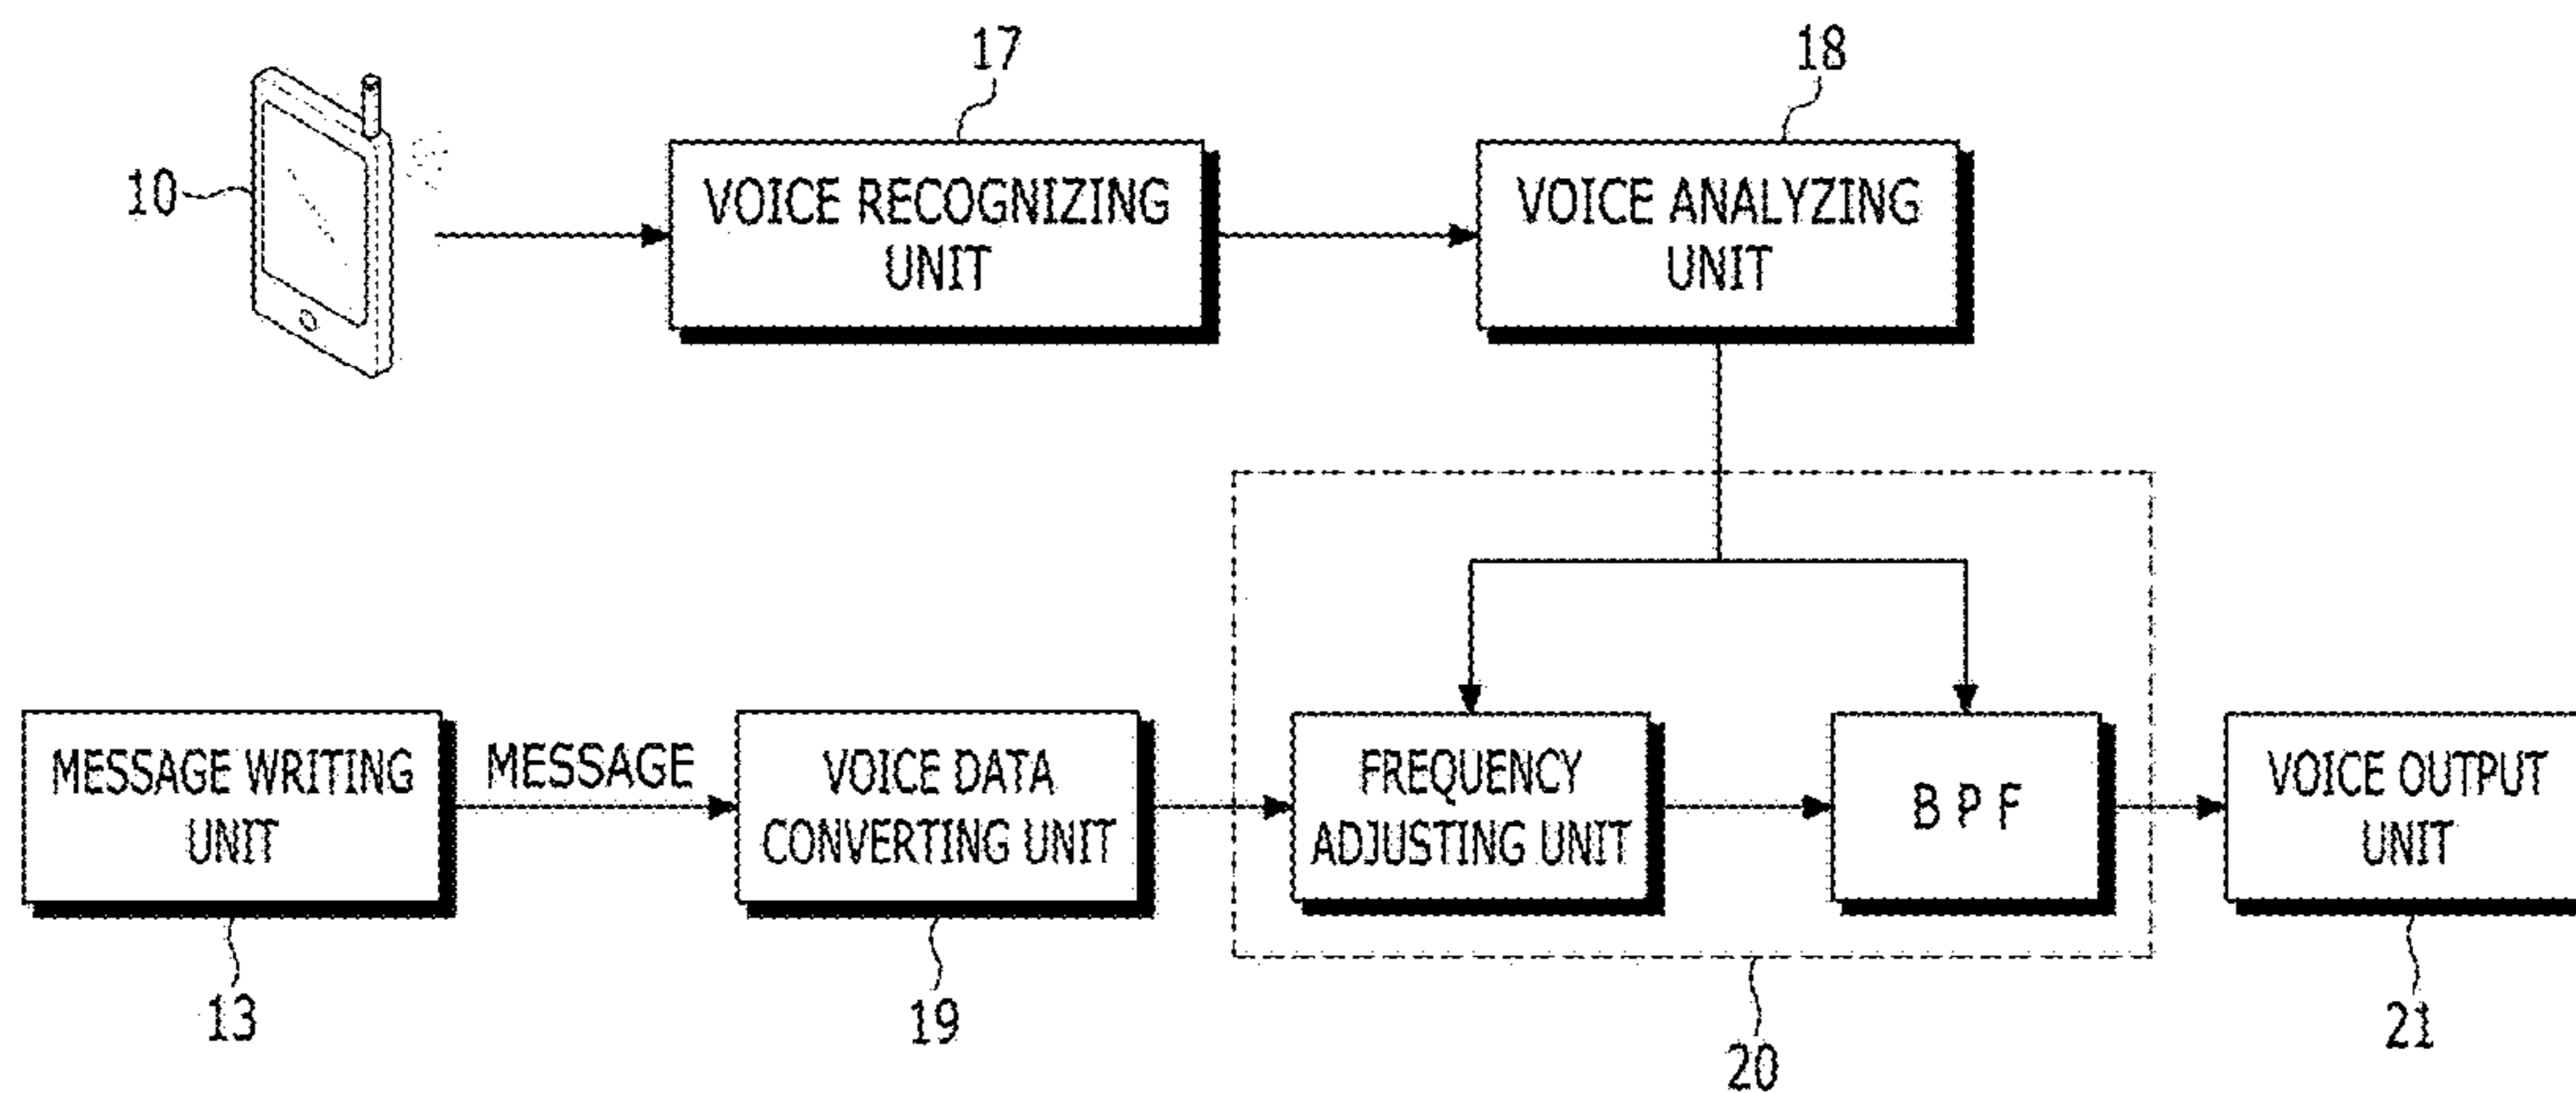 17
18
10
VOICE RECOGNIZING
UNIT
VOICE ANALYZING
UNIT
MESSAGE WRITING
UNIT
MESSAGE
VOICE DATA
CONVERTING UNIT
FREQUENCY
ADJUSTING UNIT
B P F
VOICE OUTPUT
UNIT
13
19
20
21